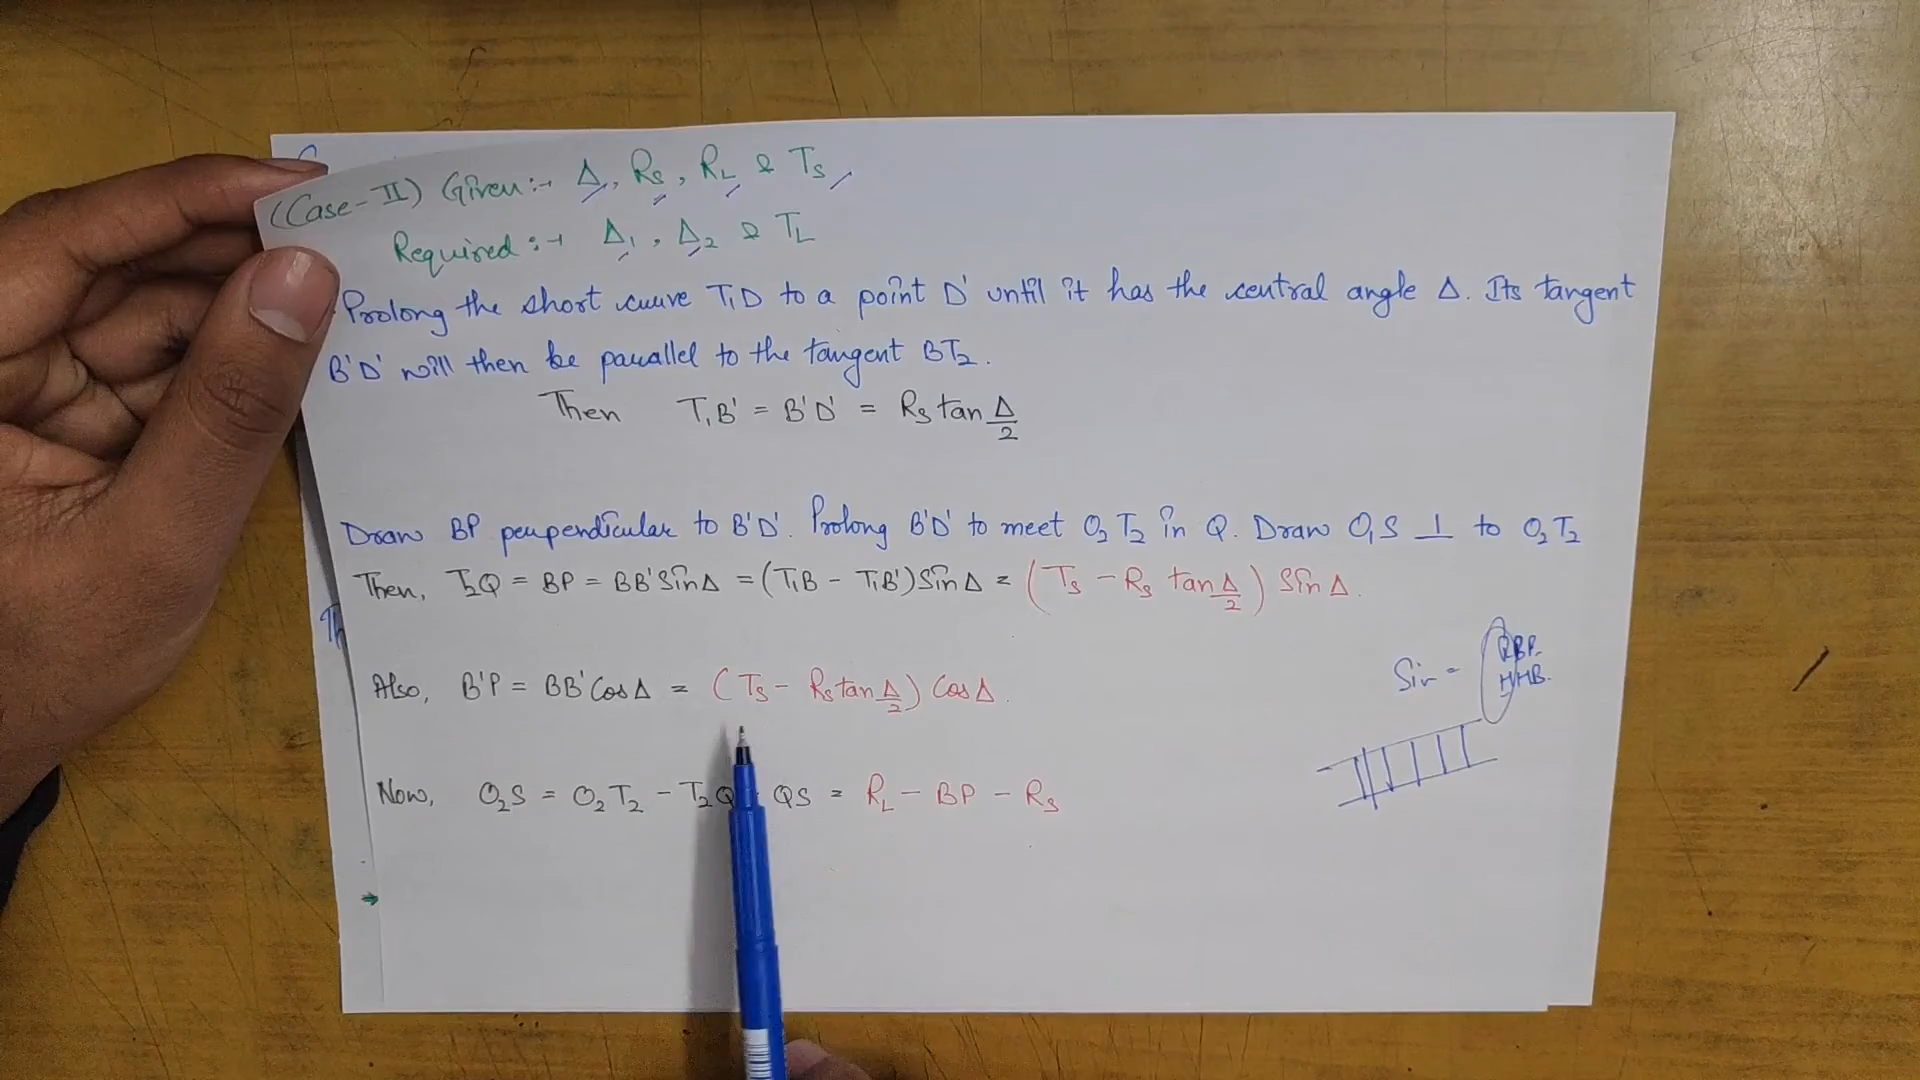 (Case-II) Given:- Δ, Rs, RL & Ts
Required:- Δ1, Δ2 & TL
Prolong the short curve T1D to a point D' until it has the central angle Δ. Its tangent
B'D' will then be parallel to the tangent BT2.
Then T1B' = B'D' = Rs tan Δ/2
Draw BP perpendicular to B'D'. Prolong B'D' to meet O2T2 in Q. Draw O1S ⊥ to O2T2
Then, T2Q = BP = BB' Sin Δ = (T1B - T1B') Sin Δ = (Ts - Rs tan Δ/2) Sin Δ.
Also, B'P = BB' Cos Δ = (Ts - Rs tan Δ/2) Cos Δ.
Now, O2S = O2T2 - T2Q QS = RL - BP - Rs
Sin =
HHB.